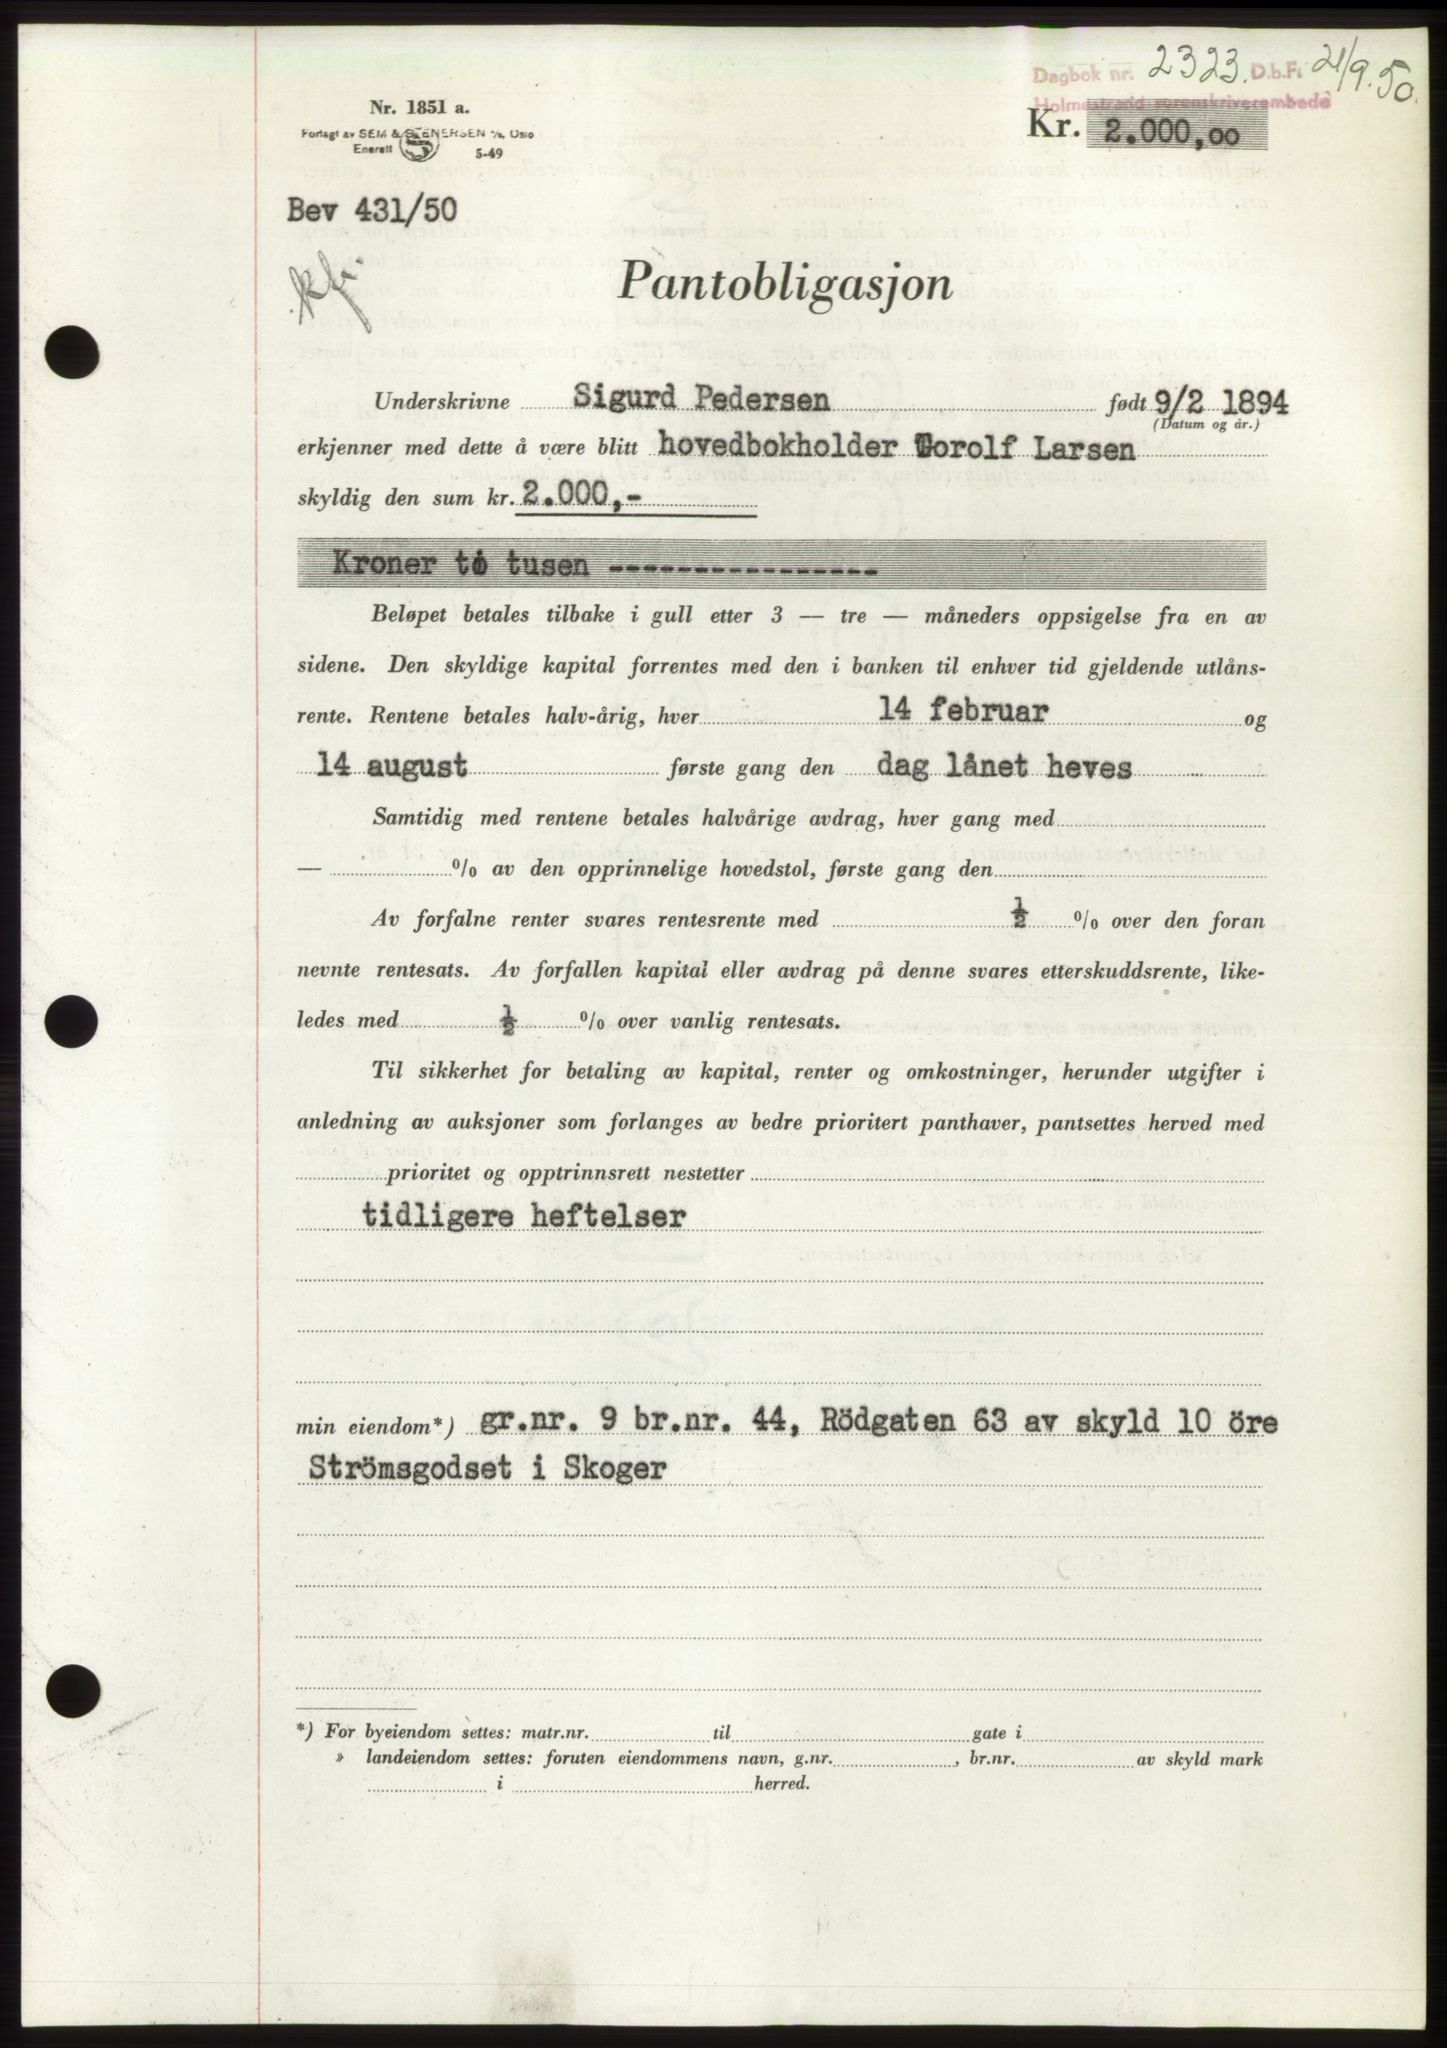 Dagbok nr. 2323. D.b.F. 21/9.50.
Holmestrand sorenskriverembede
Nr. 1851 a.
Forlagt av SEM & STENERSEN A/S, Oslo
Enerett 5-49
Kr. 2.000,00
Bev 431/50
Pantobligasjon
Underskrivne Sigurd Pedersen født 9/2 1894
(Datum og år.)
erkjenner med dette å være blitt hovedbokholder Torolf Larsen
skyldig den sum kr. 2.000,-
Kroner to tusen ----------------
Beløpet betales tilbake i gull etter 3 — tre — måneders oppsigelse fra en av
sidene. Den skyldige kapital forrentes med den i banken til enhver tid gjeldende utlåns-
rente. Rentene betales halv-årig, hver 14 februar og
14 august første gang den dag lånet heves
Samtidig med rentene betales halvårige avdrag, hver gang med
— % av den opprinnelige hovedstol, første gang den
Av forfalne renter svares rentesrente med ½ % over den foran
nevnte rentesats. Av forfallen kapital eller avdrag på denne svares etterskuddsrente, like-
ledes med ½ % over vanlig rentesats.
Til sikkerhet for betaling av kapital, renter og omkostninger, herunder utgifter i
anledning av auksjoner som forlanges av bedre prioritert panthaver, pantsettes herved med
prioritet og opptrinnsrett nestetter
tidligere heftelser
min eiendom*) gr.nr. 9 br.nr. 44, Rödgaten 63 av skyld 10 öre
Strömsgodset i Skoger
*) For byeiendom settes: matr.nr. til gate i
» landeiendom settes: foruten eiendommens navn, g.nr. , br.nr. av skyld mark
i herred.